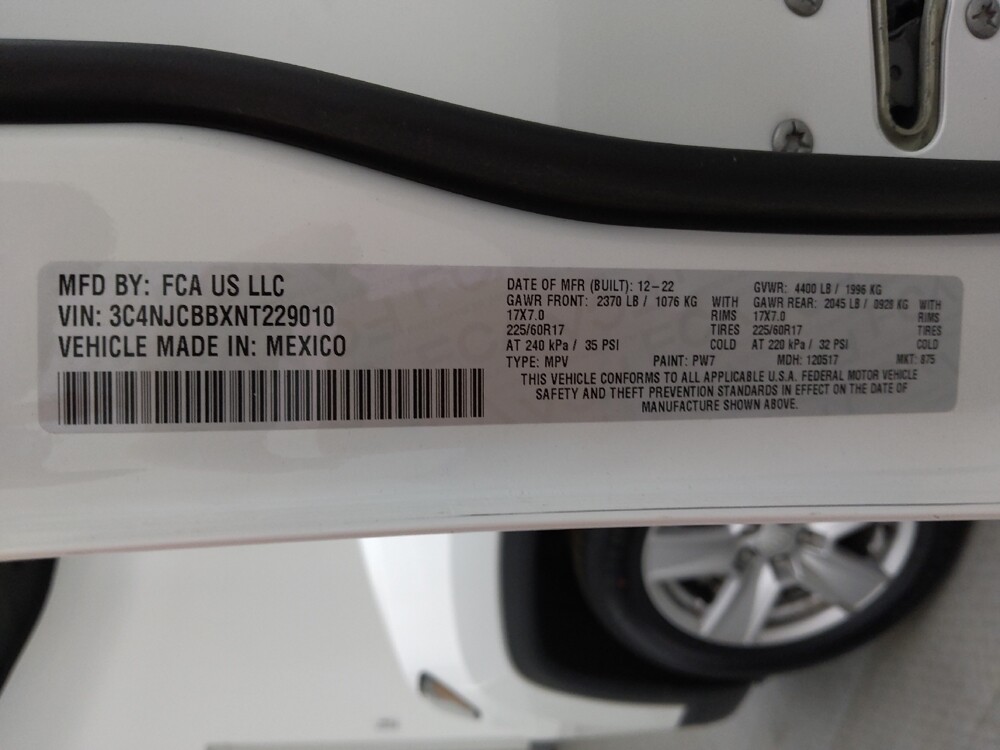 MFD BY: FCA US LLC
VIN: 3C4NJCBBXNT229010
VEHICLE MADE IN: MEXICO
DATE OF MFR (BUILT): 12-22 GVWR: 4400 LB / 1996 KG
GAWR FRONT: 2370 LB / 1076 KG WITH GAWR REAR: 2045 LB / 0928 KG WITH
17X7.0 RIMS 17X7.0 RIMS
225/60R17 TIRES 225/60R17 TIRES
AT 240 kPa / 35 PSI COLD AT 220 kPa / 32 PSI COLD
TYPE: MPV PAINT: PW7 MDH: 120517 MKT: 875
THIS VEHICLE CONFORMS TO ALL APPLICABLE U.S.A. FEDERAL MOTOR VEHICLE
SAFETY AND THEFT PREVENTION STANDARDS IN EFFECT ON THE DATE OF
MANUFACTURE SHOWN ABOVE.